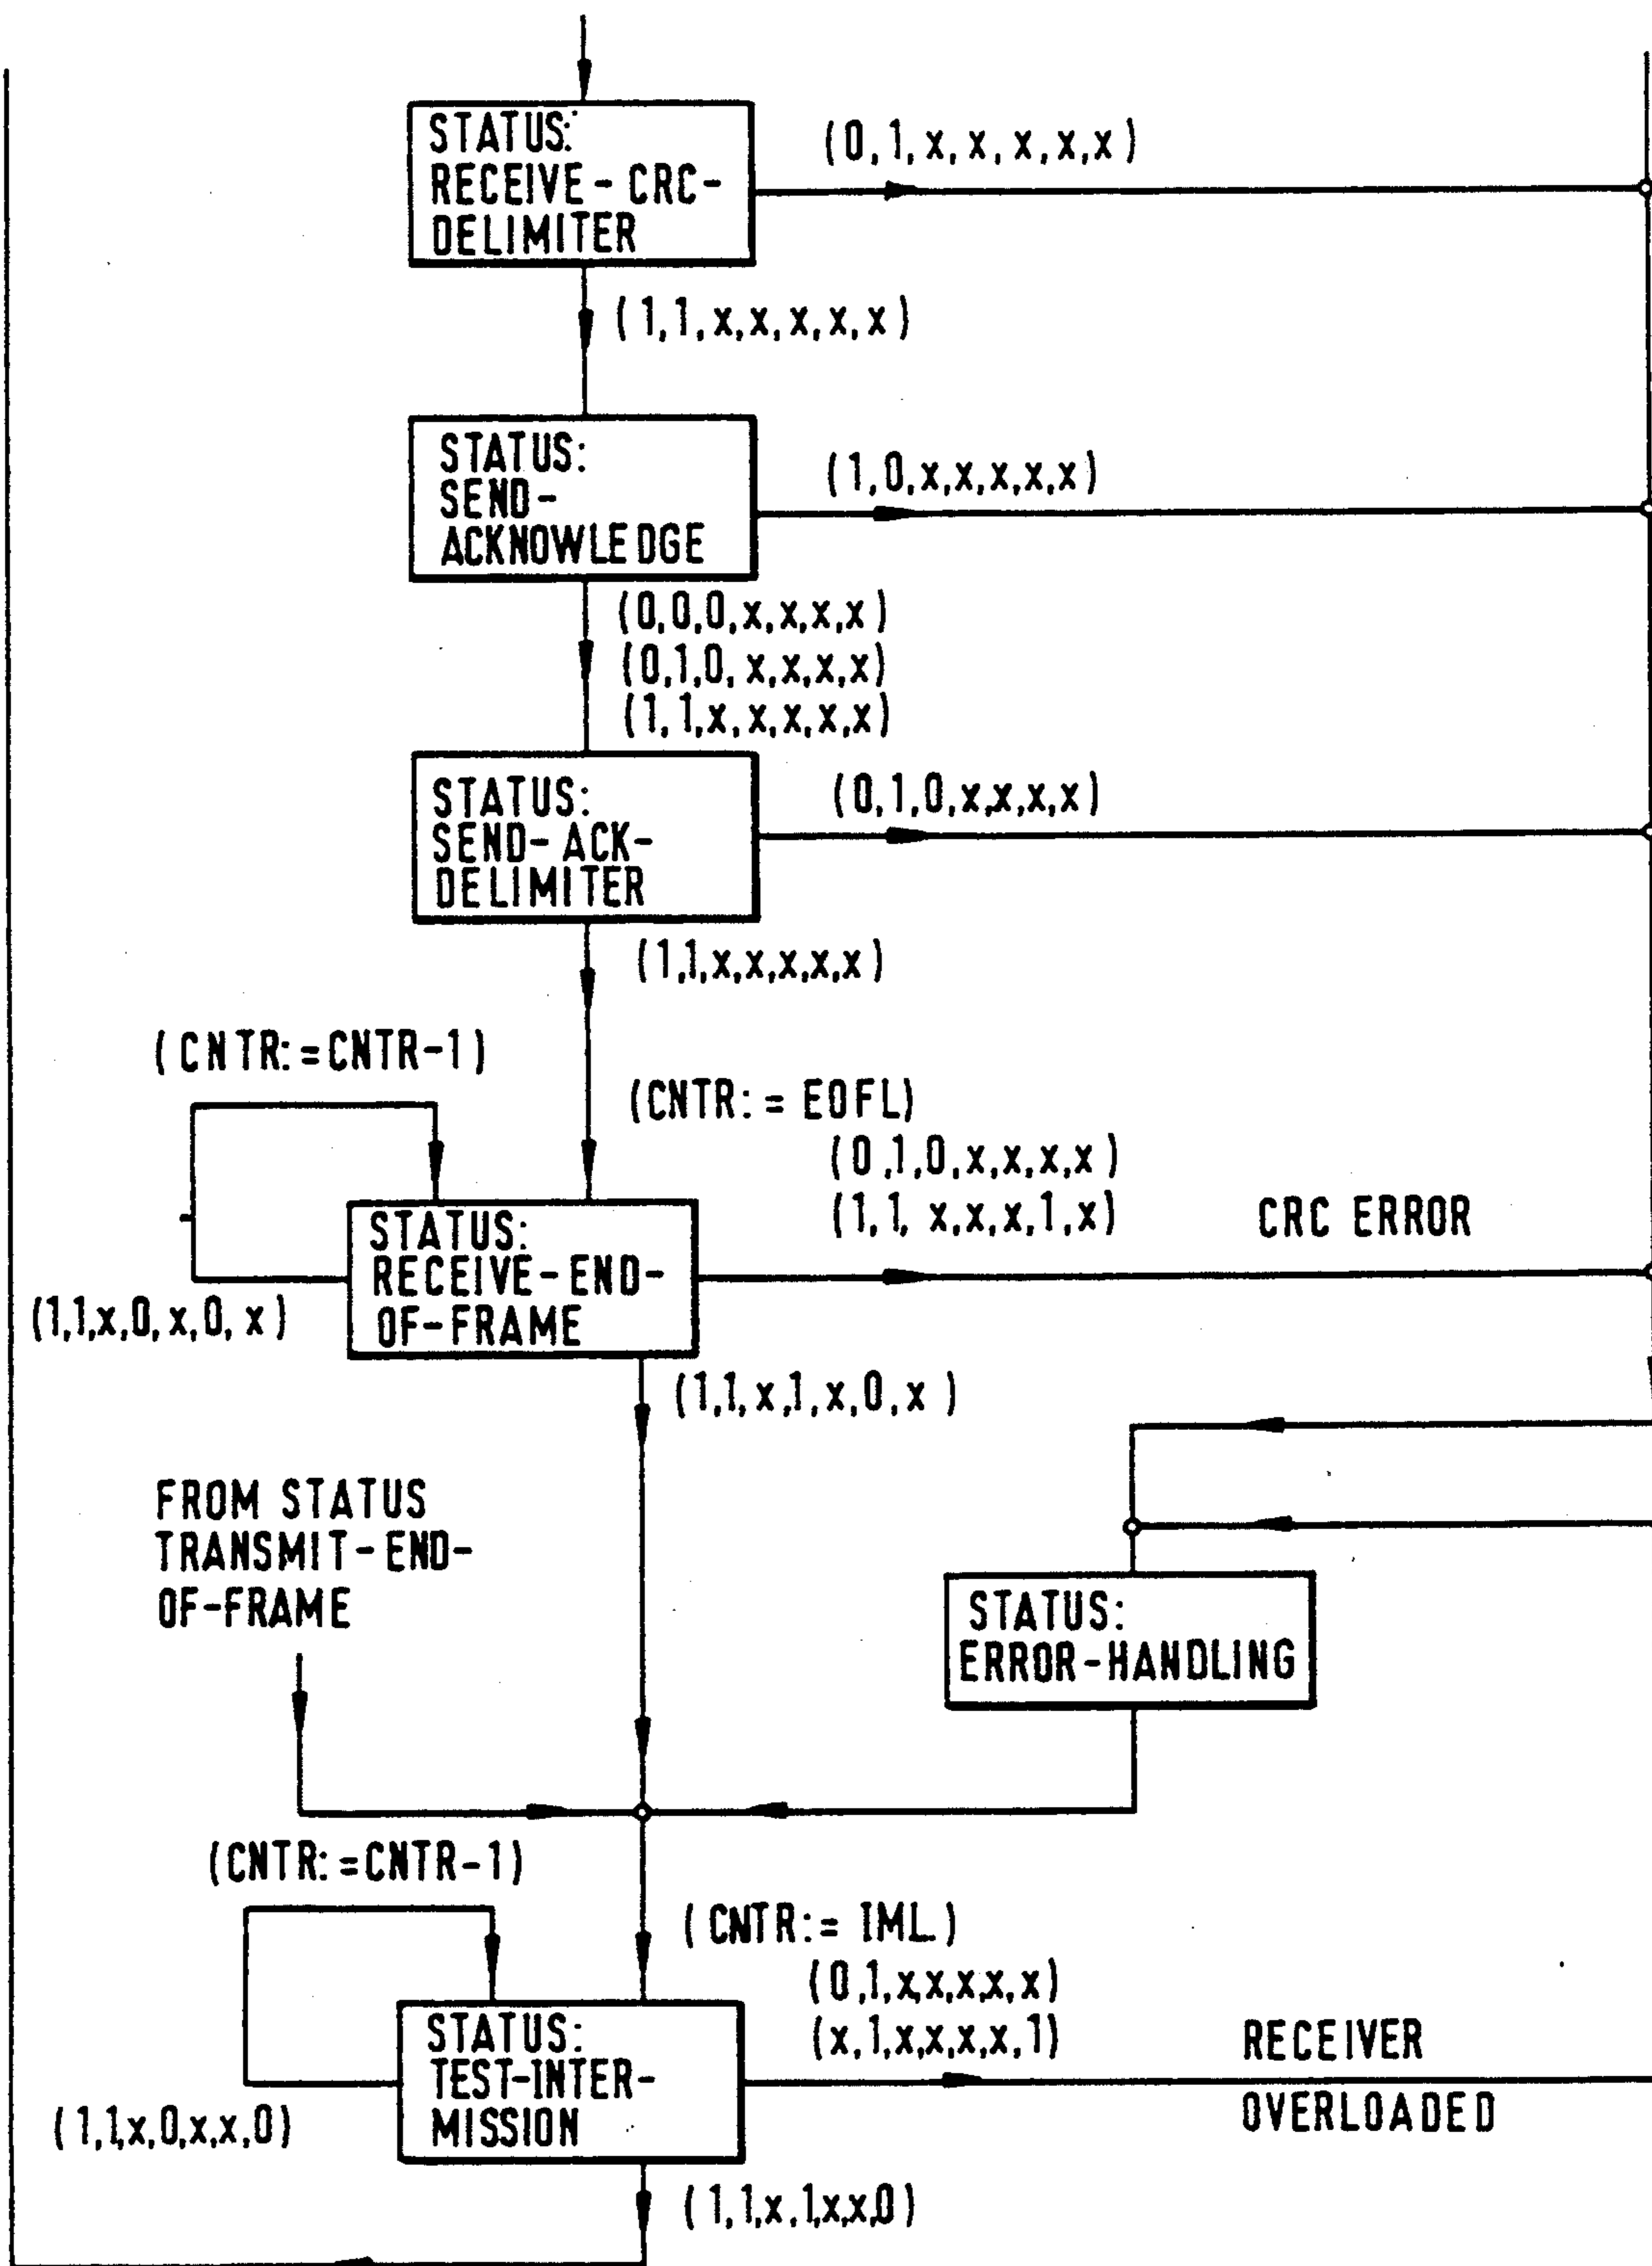 STATUS:
RECEIVE-CRC-
DELIMITER
(0,1,x,x,x,x,x)
(1,1,x,x,x,x,x)
STATUS:
SEND-
ACKNOWLEDGE
(1,0,x,x,x,x,x)
(0,0,0,x,x,x,x)
(0,1,0,x,x,x,x)
(1,1,x,x,x,x,x)
STATUS:
SEND-ACK-
DELIMITER
(0,1,0,x,x,x,x)
(1,1,x,x,x,x,x)
(CNTR:=CNTR-1)
(CNTR:=EOFL)
(0,1,0,x,x,x,x)
(1,1,x,x,x,1,x)
CRC ERROR
STATUS:
RECEIVE-END-
OF-FRAME
(1,1,x,0,x,0,x)
(1,1,x,1,x,0,x)
FROM STATUS
TRANSMIT-END-
OF-FRAME
STATUS:
ERROR-HANDLING
(CNTR:=CNTR-1)
(CNTR:=IML)
(0,1,x,x,x,x,x)
(x,1,x,x,x,x,1)
RECEIVER
OVERLOADED
STATUS:
TEST-INTER-
MISSION
(1,1,x,0,x,x,0)
(1,1,x,1,x,x,0)